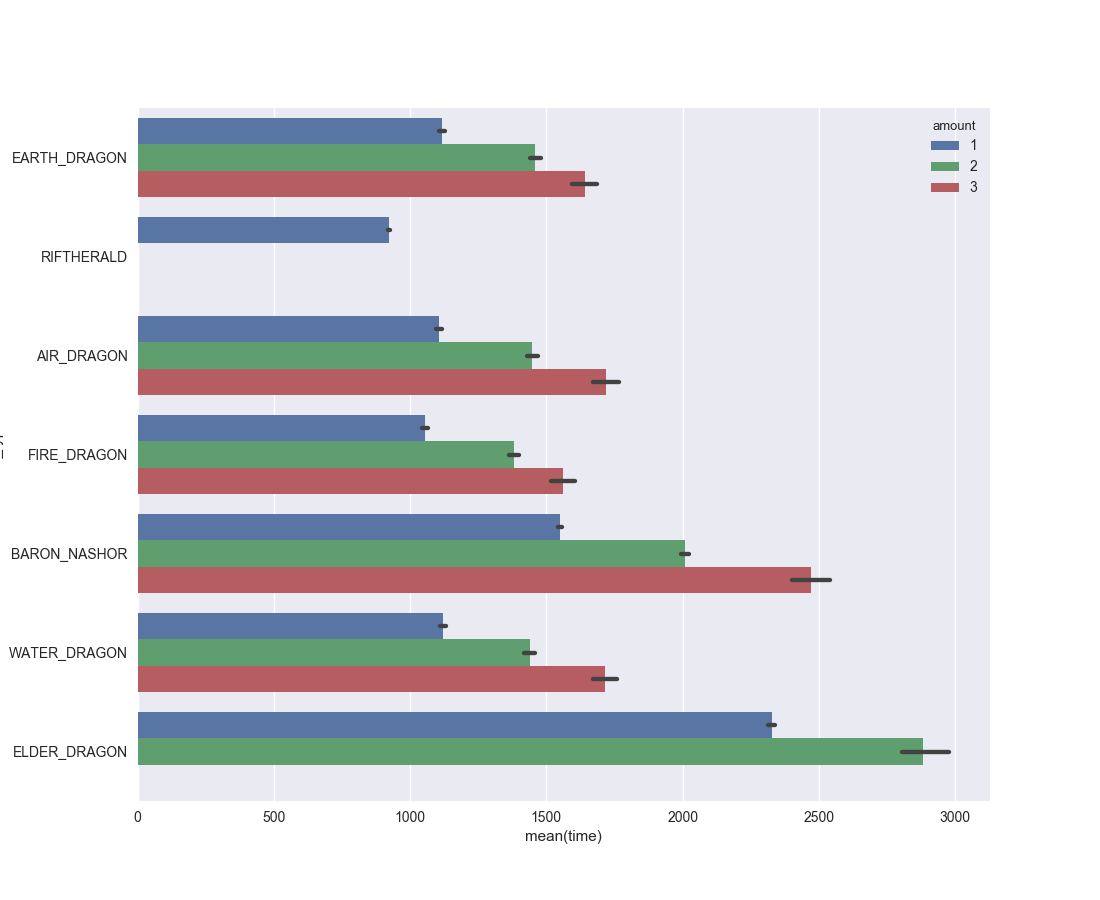 amount
1
2
3
EARTH_DRAGON
RIFTHERALD
AIR_DRAGON
FIRE_DRAGON
BARON_NASHOR
WATER_DRAGON
ELDER_DRAGON
0 500 1000 1500 2000 2500 3000
mean(time)